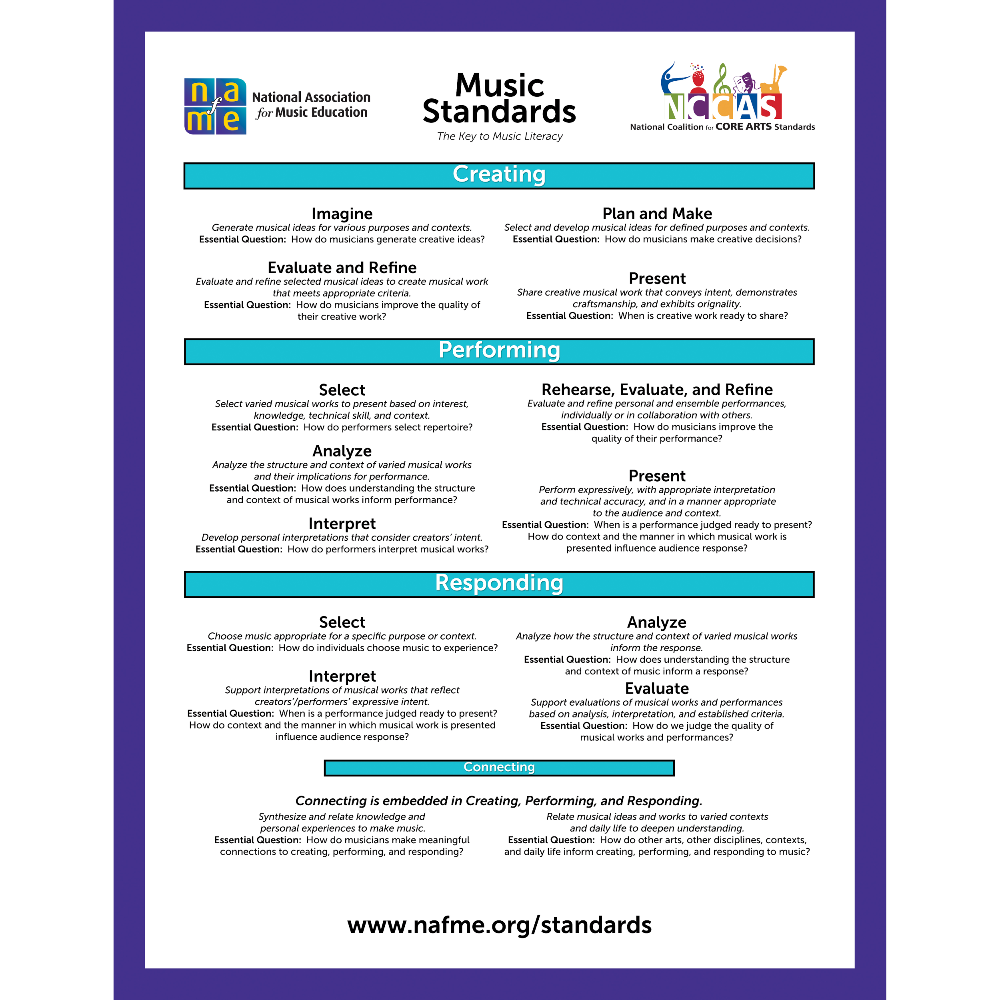 na
fme
National Association
for Music Education
Music
Standards
The Key to Music Literacy
NCCAS
National Coalition for CORE ARTS Standards
Creating
Imagine
Generate musical ideas for various purposes and contexts.
Essential Question: How do musicians generate creative ideas?
Plan and Make
Select and develop musical ideas for defined purposes and contexts.
Essential Question: How do musicians make creative decisions?
Evaluate and Refine
Evaluate and refine selected musical ideas to create musical work
that meets appropriate criteria.
Essential Question: How do musicians improve the quality of
their creative work?
Present
Share creative musical work that conveys intent, demonstrates
craftsmanship, and exhibits orignality.
Essential Question: When is creative work ready to share?
Performing
Select
Select varied musical works to present based on interest,
knowledge, technical skill, and context.
Essential Question: How do performers select repertoire?
Analyze
Analyze the structure and context of varied musical works
and their implications for performance.
Essential Question: How does understanding the structure
and context of musical works inform performance?
Interpret
Develop personal interpretations that consider creators’ intent.
Essential Question: How do performers interpret musical works?
Rehearse, Evaluate, and Refine
Evaluate and refine personal and ensemble performances,
individually or in collaboration with others.
Essential Question: How do musicians improve the
quality of their performance?
Present
Perform expressively, with appropriate interpretation
and technical accuracy, and in a manner appropriate
to the audience and context.
Essential Question: When is a performance judged ready to present?
How do context and the manner in which musical work is
presented influence audience response?
Responding
Select
Choose music appropriate for a specific purpose or context.
Essential Question: How do individuals choose music to experience?
Interpret
Support interpretations of musical works that reflect
creators’/performers’ expressive intent.
Essential Question: When is a performance judged ready to present?
How do context and the manner in which musical work is presented
influence audience response?
Analyze
Analyze how the structure and context of varied musical works
inform the response.
Essential Question: How does understanding the structure
and context of music inform a response?
Evaluate
Support evaluations of musical works and performances
based on analysis, interpretation, and established criteria.
Essential Question: How do we judge the quality of
musical works and performances?
Connecting
Connecting is embedded in Creating, Performing, and Responding.
Synthesize and relate knowledge and
personal experiences to make music.
Essential Question: How do musicians make meaningful
connections to creating, performing, and responding?
Relate musical ideas and works to varied contexts
and daily life to deepen understanding.
Essential Question: How do other arts, other disciplines, contexts,
and daily life inform creating, performing, and responding to music?
www.nafme.org/standards